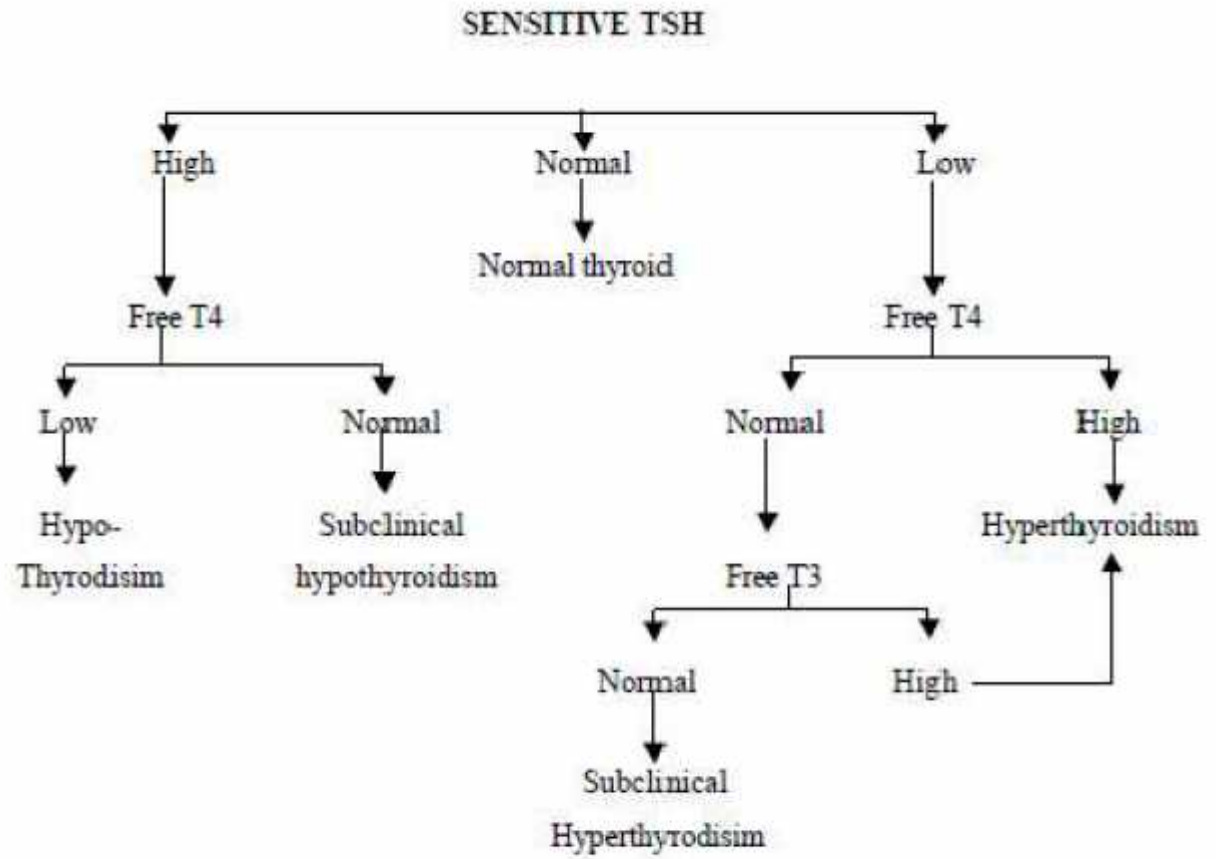 SENSITIVE TSH
High Normal Low
Normal thyroid
Free T4 Free T4
Low Normal Normal High
Hypo- Subclinical Hyperthyroidism
Thyrodisim hypothyroidism Free T3
Normal High
Subclinical
Hyperthyrodisim